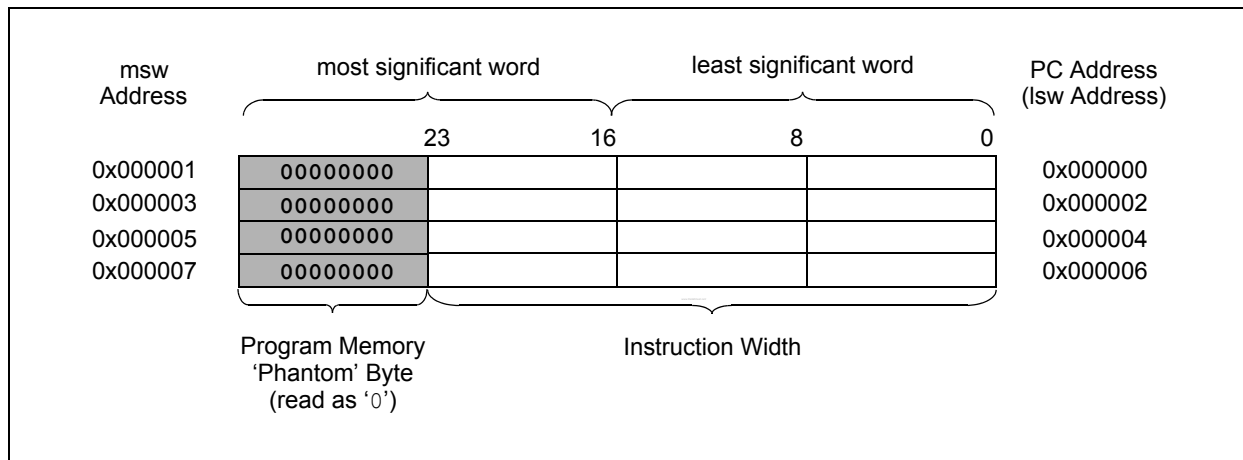 msw
Address
most significant word
least significant word
PC Address
(lsw Address)
23
16
8
0
0x000001
00000000
0x000000
0x000003
00000000
0x000002
0x000005
00000000
0x000004
0x000007
00000000
0x000006
Program Memory
‘Phantom’ Byte
(read as ‘0’)
Instruction Width